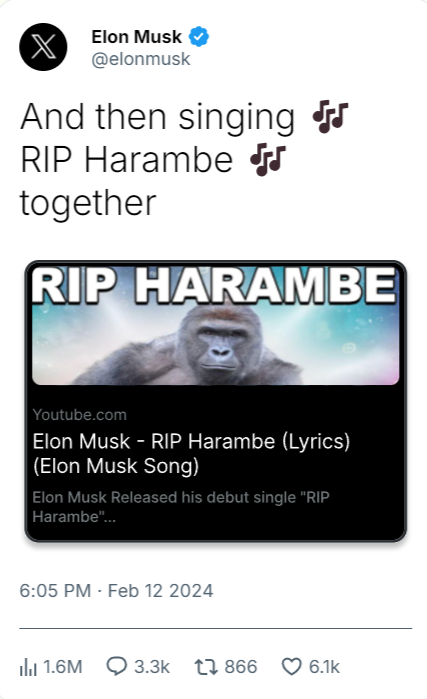 Elon Musk
@elonmusk
And then singing 🎶
RIP Harambe 🎶
together
RIP HARAMBE
Youtube.com
Elon Musk - RIP Harambe (Lyrics)
(Elon Musk Song)
Elon Musk Released his debut single "RIP
Harambe"...
6:05 PM · Feb 12 2024
1.6M 3.3k 866 6.1k